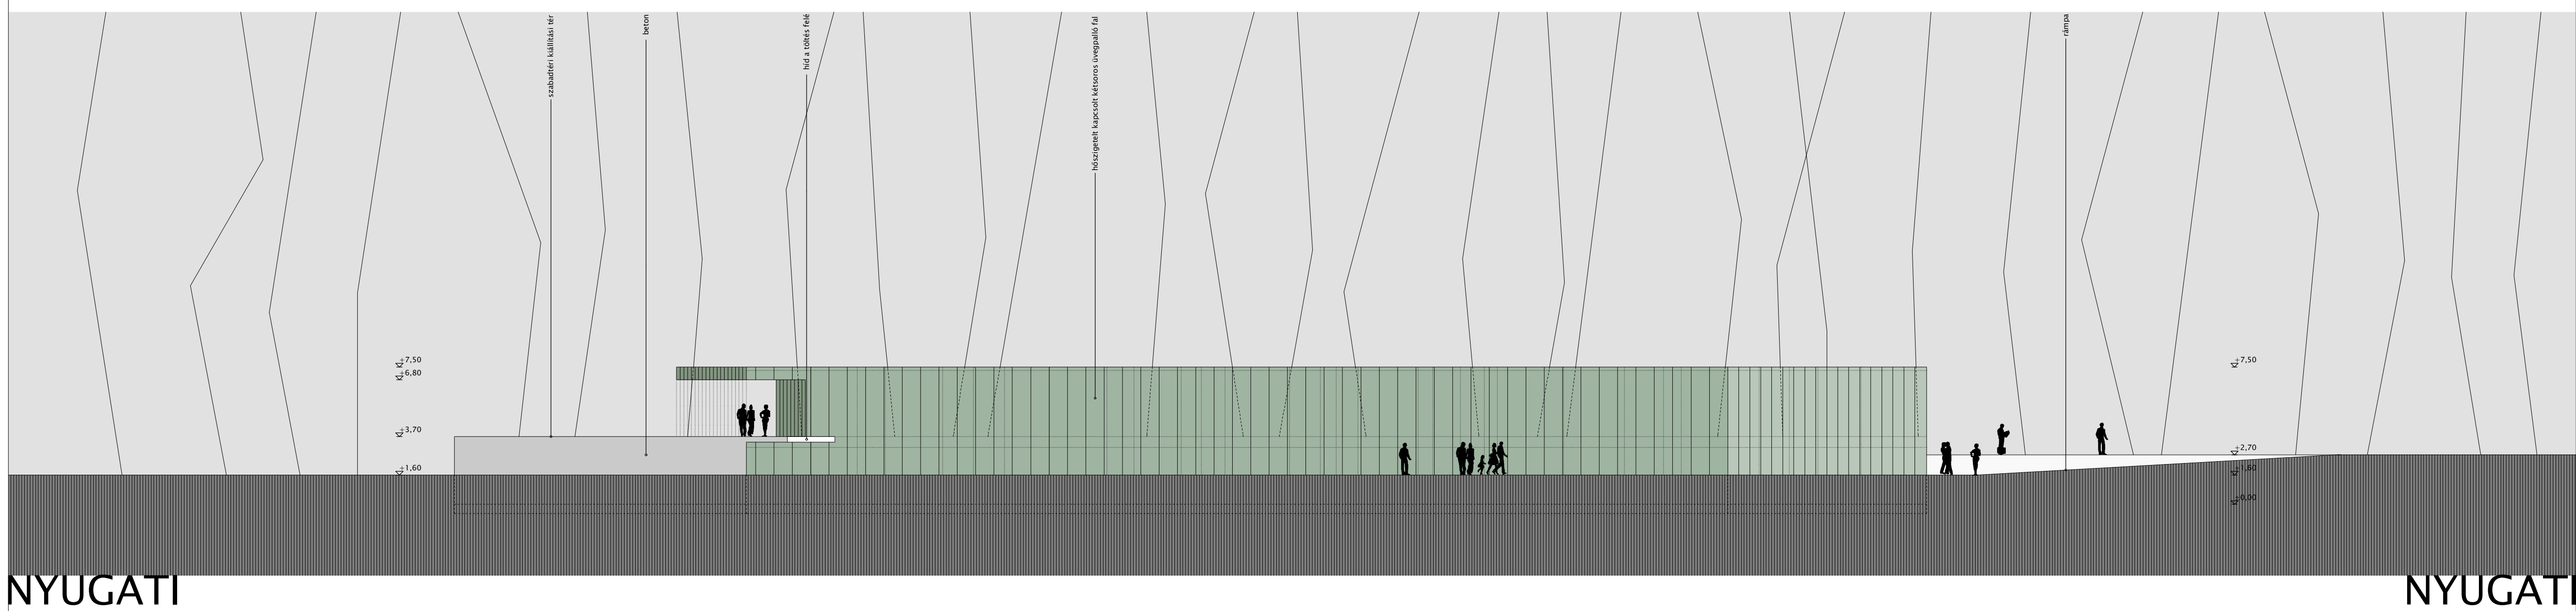 szabadtéri kiállítási tér
beton
híd a töltés felé
hőszigetelt kapcsolt kétsoros üvegpalló fal
rámpa
+7,50
+6,80
+3,70
+1,60
+7,50
+2,70
+1,60
+0,00
NYUGATI
NYUGATI